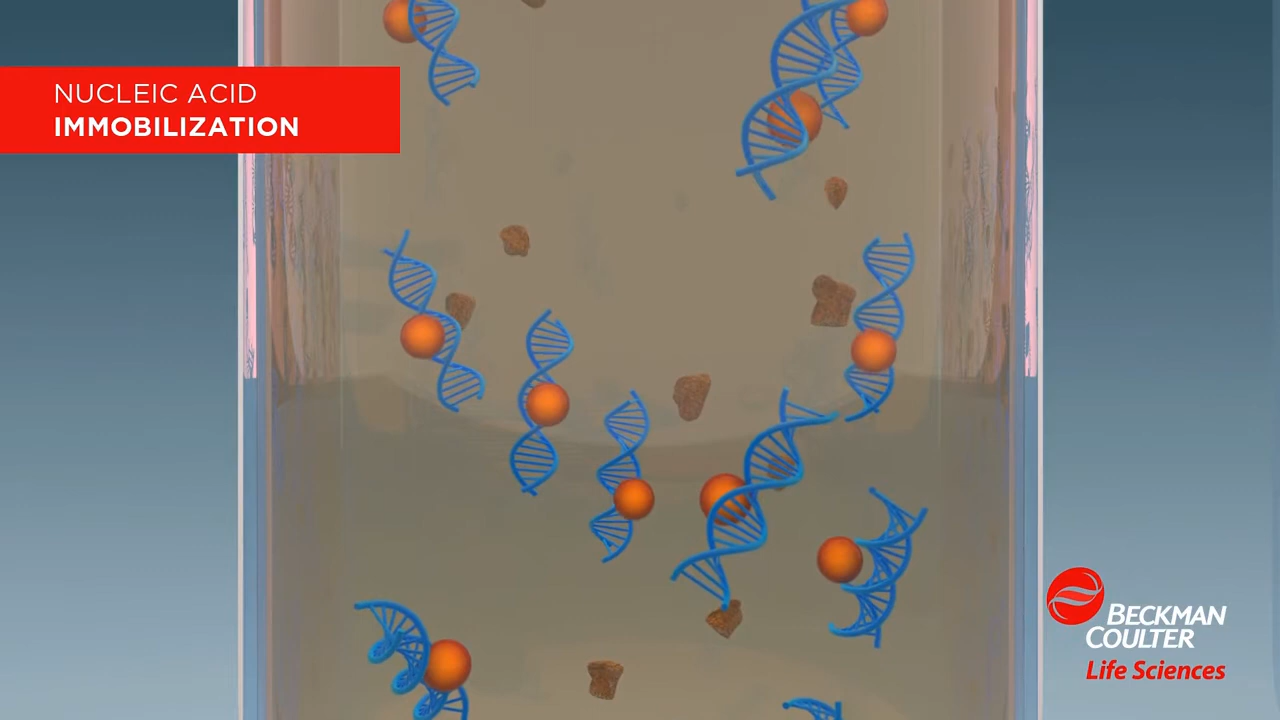 NUCLEIC ACID
IMMOBILIZATION
BECKMAN
COULTER
Life Sciences